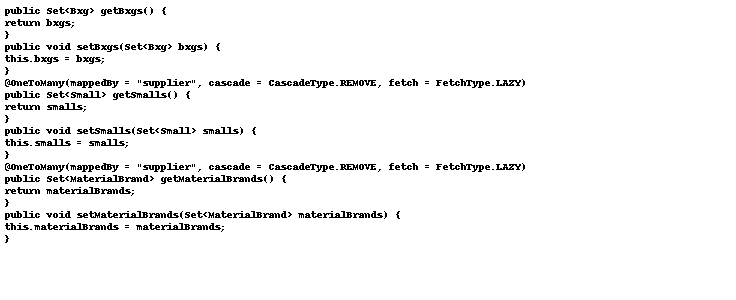 public Set<Bxg> getBxgs() {
return bxgs;
}
public void setBxgs(Set<Bxg> bxgs) {
this.bxgs = bxgs;
}
@OneToMany(mappedBy = "supplier", cascade = CascadeType.REMOVE, fetch = FetchType.LAZY)
public Set<Small> getSmalls() {
return smalls;
}
public void setSmalls(Set<Small> smalls) {
this.smalls = smalls;
}
@OneToMany(mappedBy = "supplier", cascade = CascadeType.REMOVE, fetch = FetchType.LAZY)
public Set<MaterialBrand> getMaterialBrands() {
return materialBrands;
}
public void setMaterialBrands(Set<MaterialBrand> materialBrands) {
this.materialBrands = materialBrands;
}